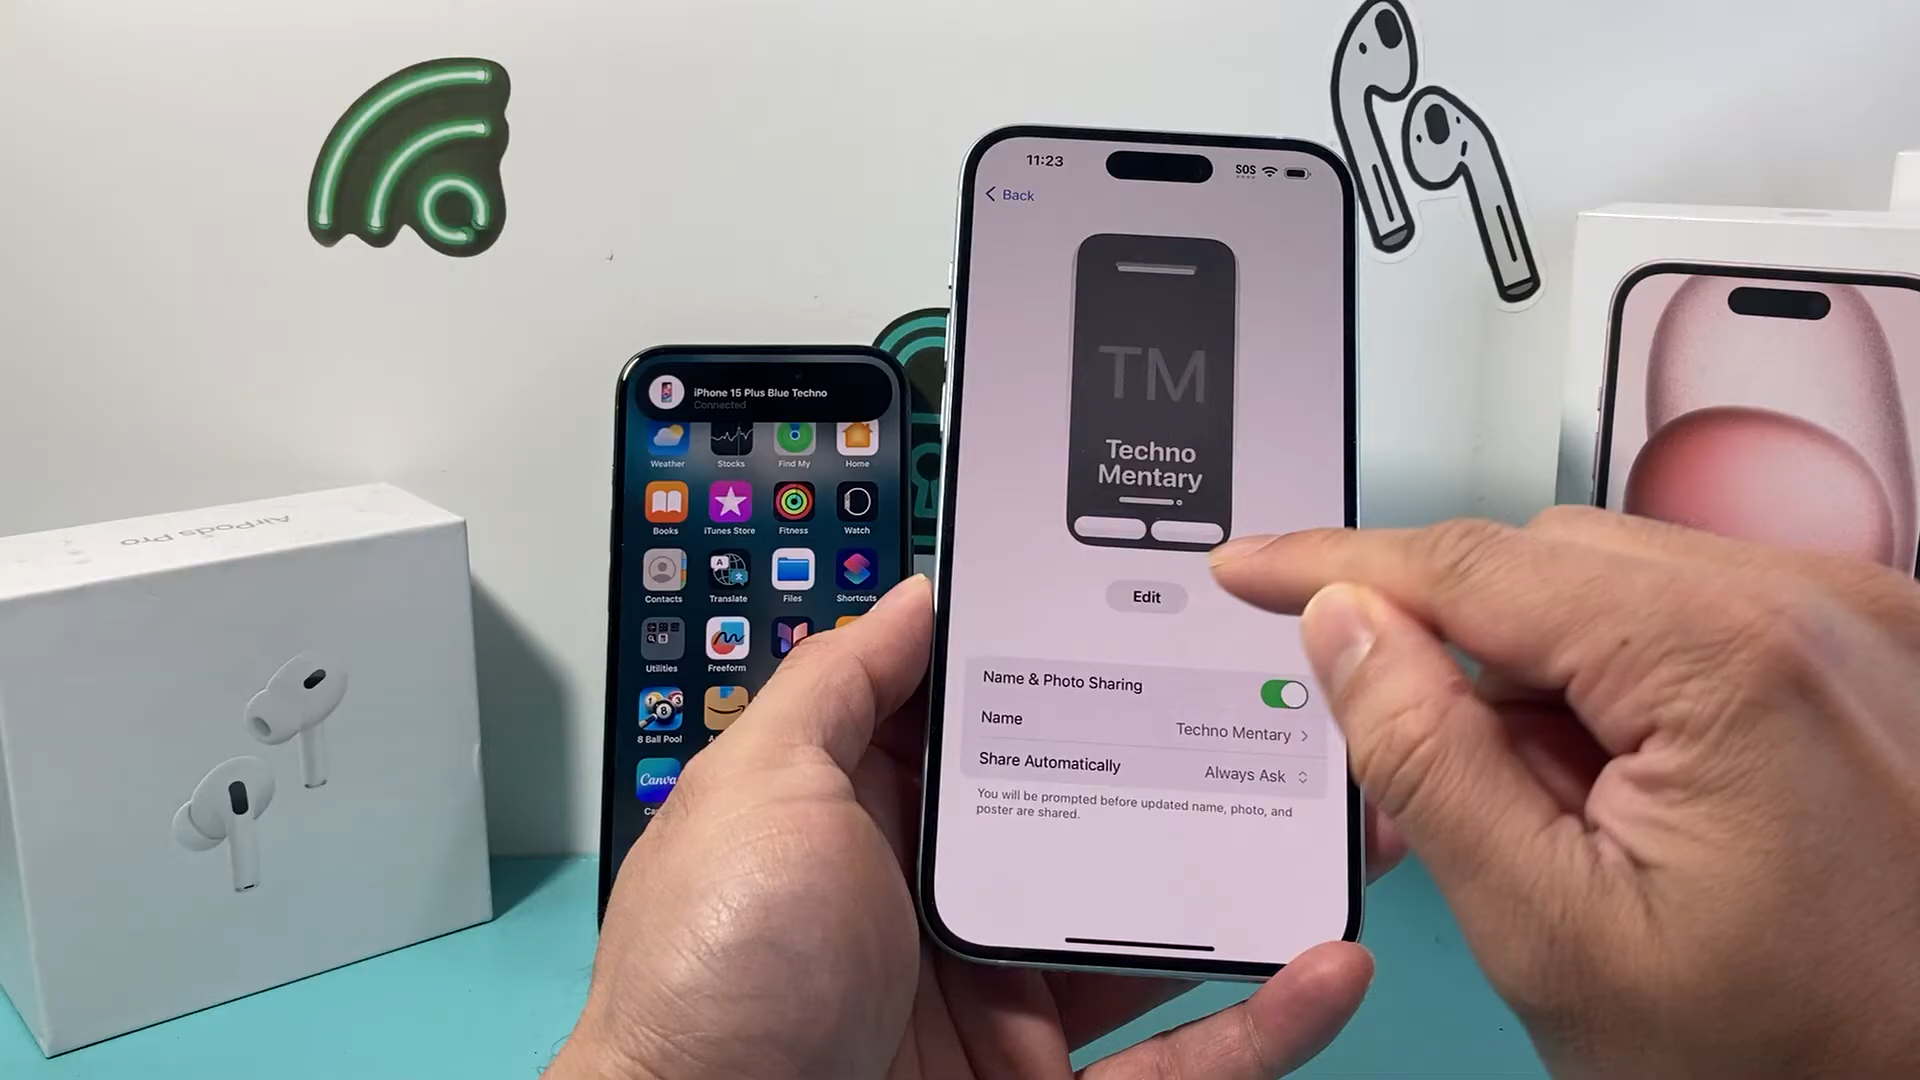 11:23
SOS
Back
TM
Techno
Mentary
Edit
Name & Photo Sharing
Name
Techno Mentary
Share Automatically
Always Ask
You will be prompted before updated name, photo, and
poster are shared.
iPhone 15 Plus Blue Techno
Connected
Weather
Stocks
Find My
Home
Books
iTunes Store
Fitness
Watch
Contacts
Translate
Files
Shortcuts
Utilities
Freeform
8 Ball Pool
Canva
AirPods Pro